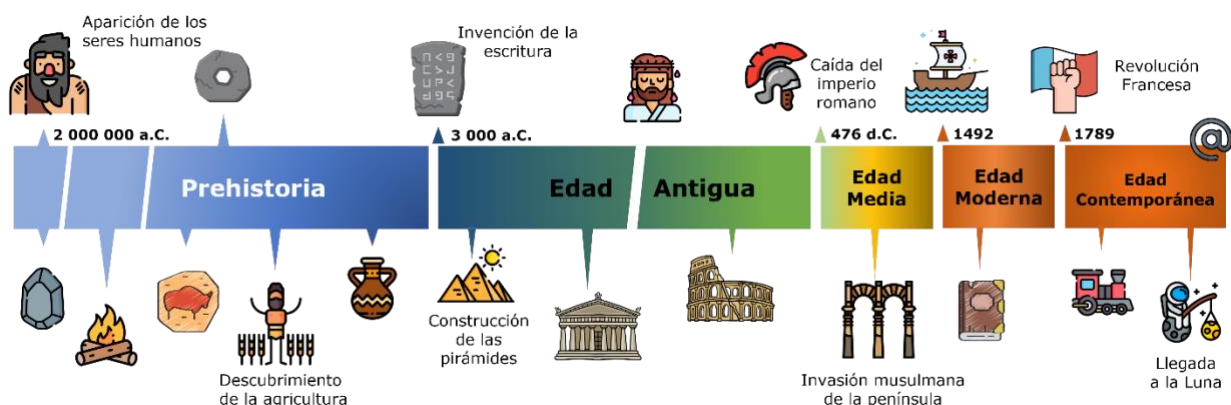 Aparición de los
seres humanos
Invención de la
escritura
Caída del
imperio
romano
Revolución
Francesa
2 000 000 a.C.
3 000 a.C.
476 d.C.
1492
1789
@
Prehistoria
Edad Antigua
Edad
Media
Edad
Moderna
Edad
Contemporánea
Construcción
de las
pirámides
Descubrimiento
de la agricultura
Invasión musulmana
de la península
Llegada
a la Luna